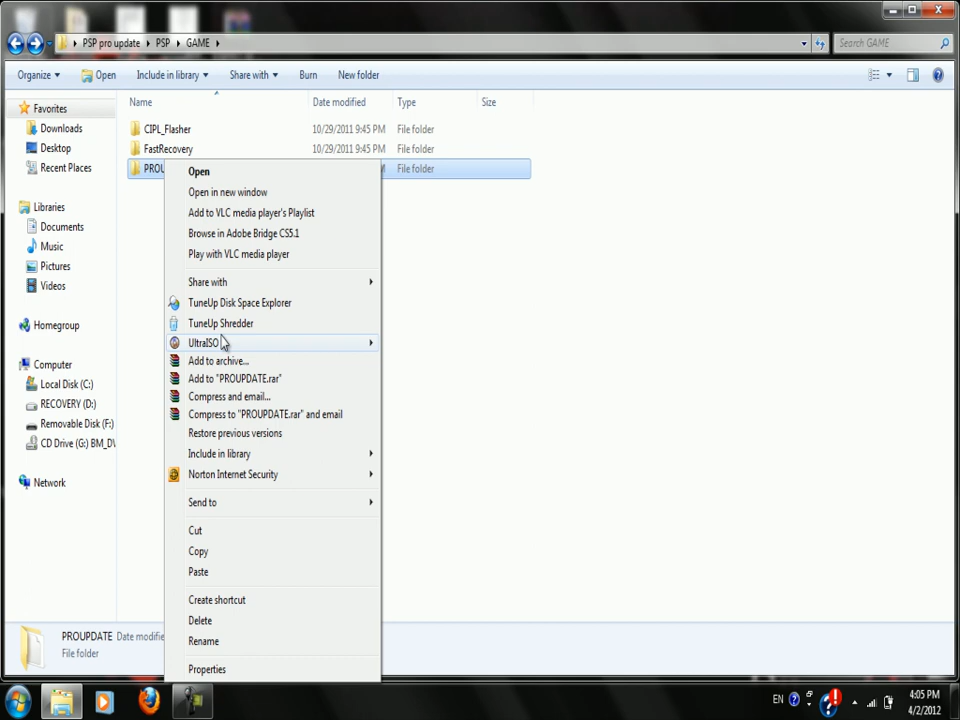 PSP pro update
PSP
GAME
Search GAME
Organize
Open
Include in library
Share with
Burn
New folder
Name
Date modified
Type
Size
Favorites
Downloads
Desktop
Recent Places
Libraries
Documents
Music
Pictures
Videos
Homegroup
Computer
Local Disk (C:)
RECOVERY (D:)
Removable Disk (F:)
CD Drive (G:) BM_DV
Network
CIPL_Flasher 10/29/2011 9:45 PM File folder
FastRecovery 10/29/2011 9:45 PM File folder
PROU M File folder
Open
Open in new window
Add to VLC media player's Playlist
Browse in Adobe Bridge CS5.1
Play with VLC media player
Share with
TuneUp Disk Space Explorer
TuneUp Shredder
UltraISO
Add to archive...
Add to "PROUPDATE.rar"
Compress and email...
Compress to "PROUPDATE.rar" and email
Restore previous versions
Include in library
Norton Internet Security
Send to
Cut
Copy
Paste
Create shortcut
Delete
Rename
Properties
PROUPDATE Date modifie
File folder
EN
4:05 PM
4/2/2012